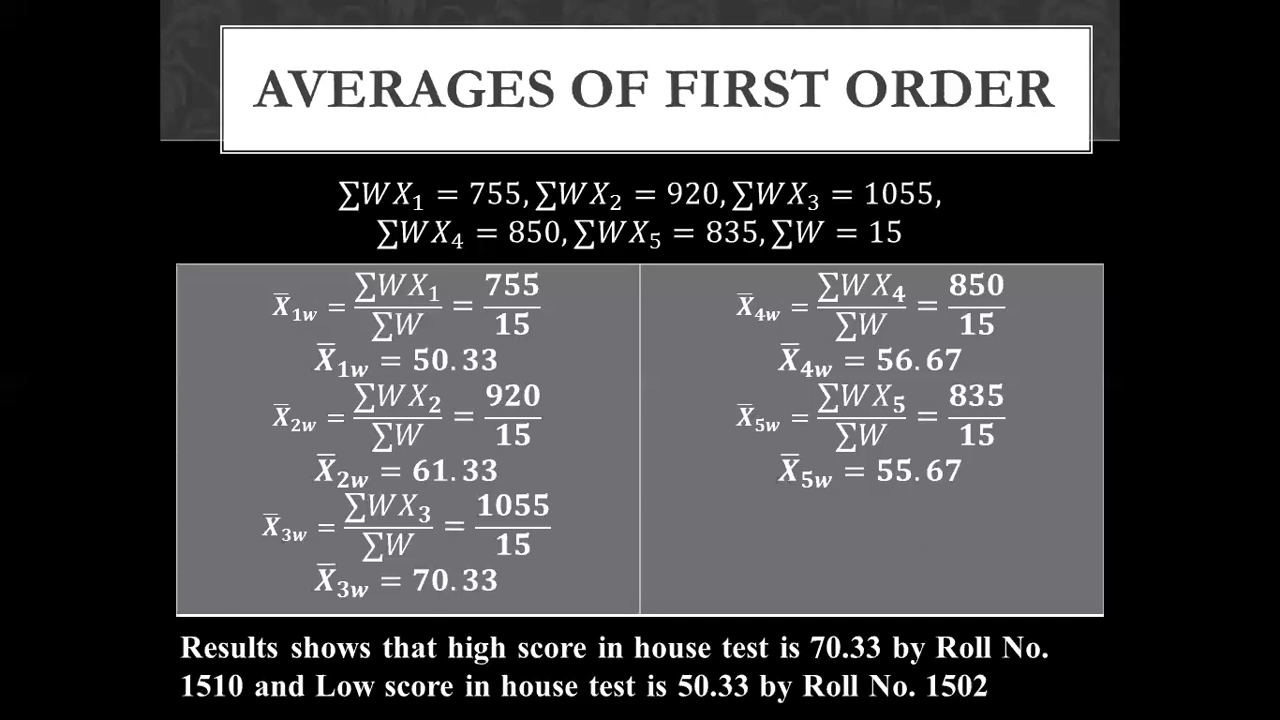 AVERAGES OF FIRST ORDER
∑WX₁ = 755, ∑WX₂ = 920, ∑WX₃ = 1055,
∑WX₄ = 850, ∑WX₅ = 835, ∑W = 15
X̅₁w = ∑WX₁/∑W = 755/15
X̅₁w = 50.33
X̅₂w = ∑WX₂/∑W = 920/15
X̅₂w = 61.33
X̅₃w = ∑WX₃/∑W = 1055/15
X̅₃w = 70.33
X̅₄w = ∑WX₄/∑W = 850/15
X̅₄w = 56.67
X̅₅w = ∑WX₅/∑W = 835/15
X̅₅w = 55.67
Results shows that high score in house test is 70.33 by Roll No.
1510 and Low score in house test is 50.33 by Roll No. 1502